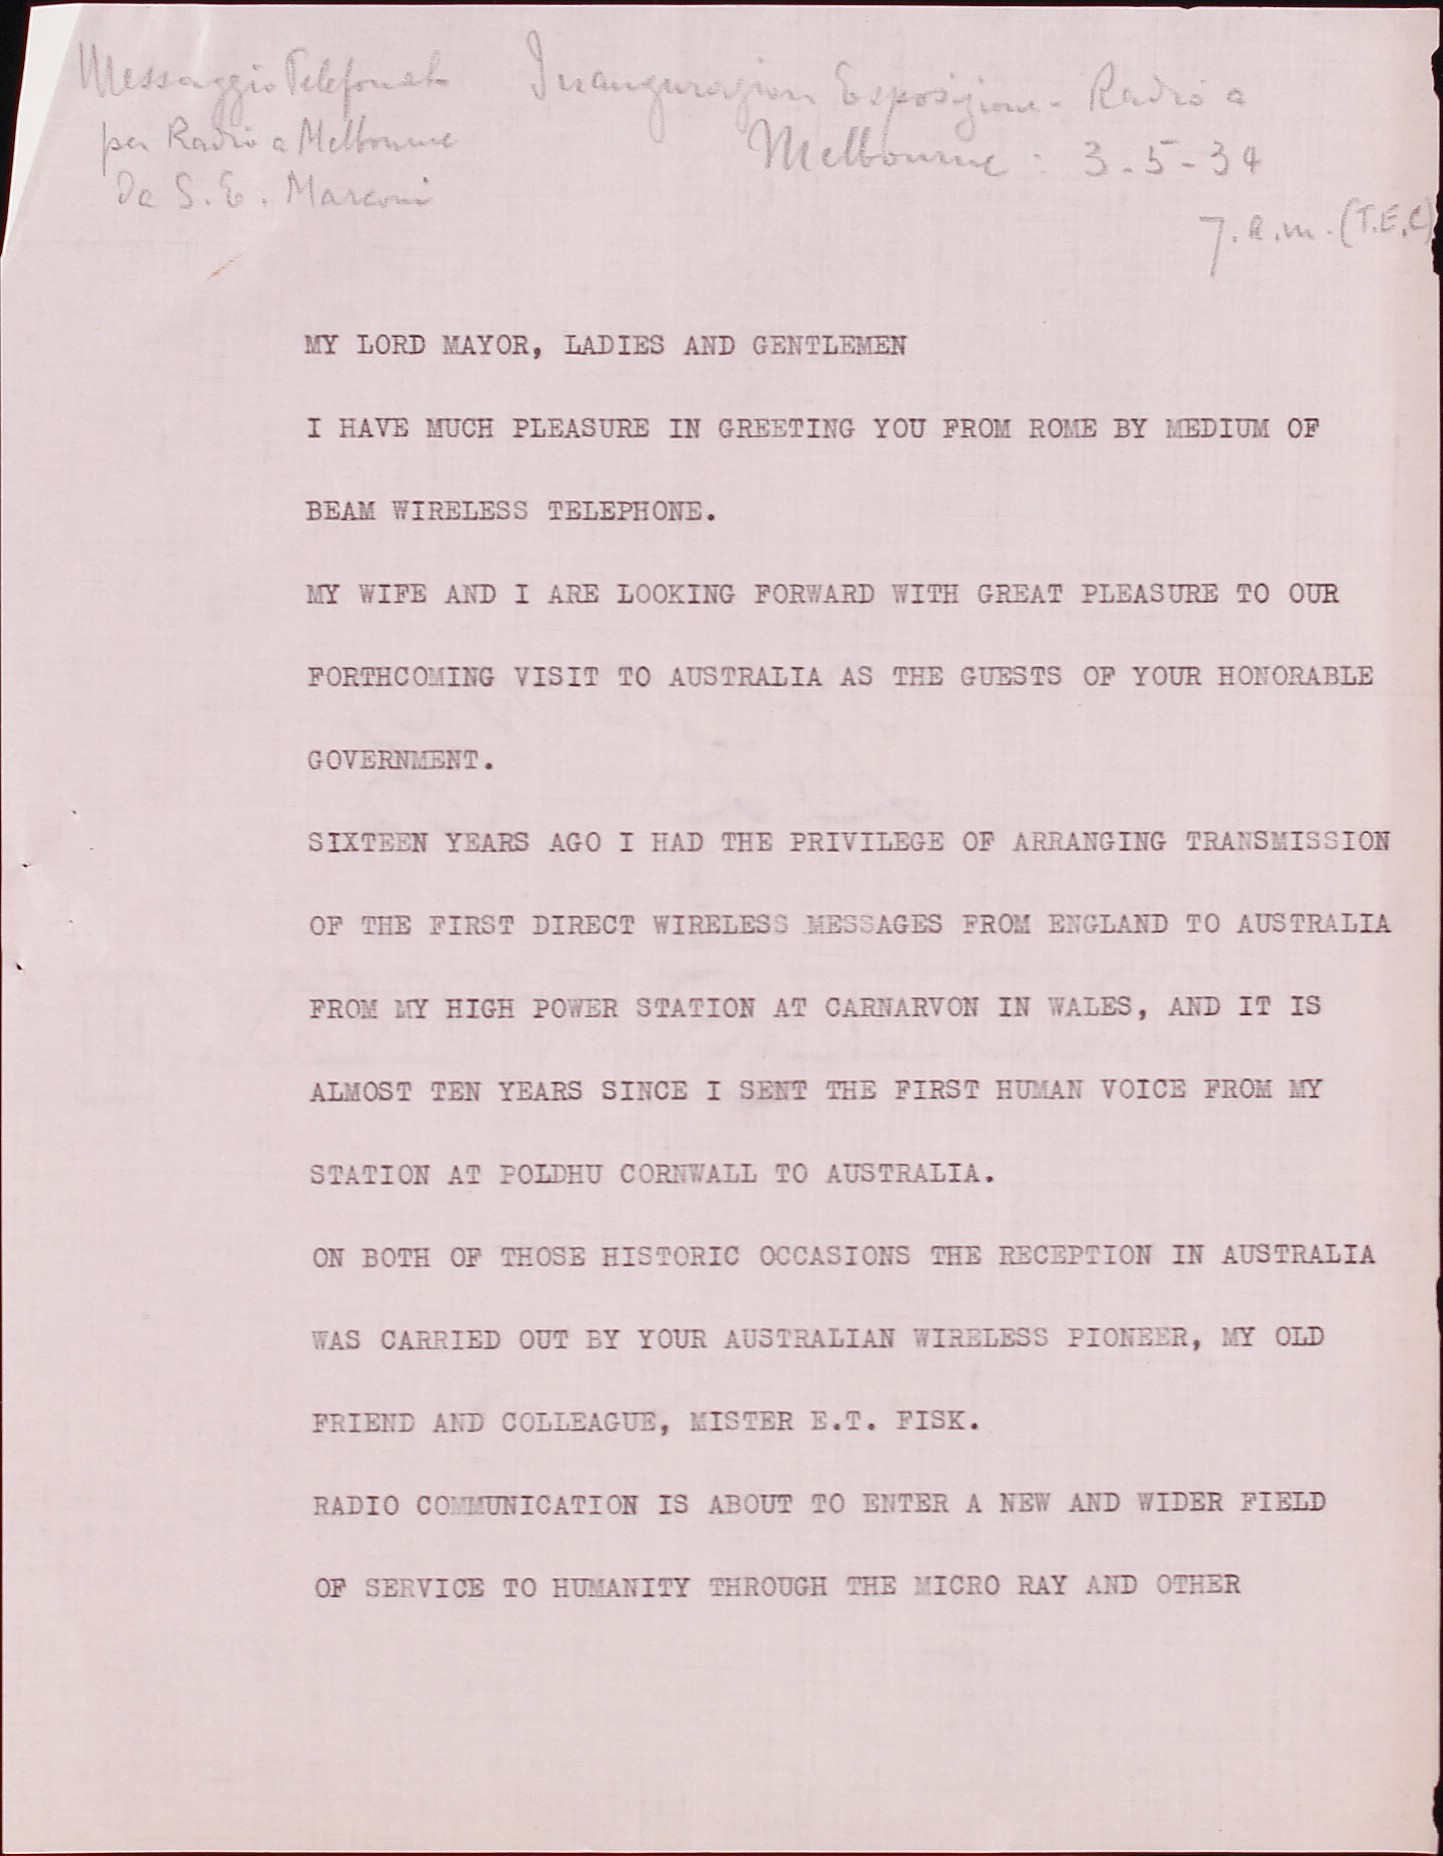 Messaggio Telefonato
per Radio a Melbourne
Da S. E. Marconi
Inaugurazion Esposizione - Radio a
Melbourne : 3-5-34
7. a.m. (T.E.C)
MY LORD MAYOR, LADIES AND GENTLEMEN
I HAVE MUCH PLEASURE IN GREETING YOU FROM ROME BY MEDIUM OF
BEAM WIRELESS TELEPHONE.
MY WIFE AND I ARE LOOKING FORWARD WITH GREAT PLEASURE TO OUR
FORTHCOMING VISIT TO AUSTRALIA AS THE GUESTS OF YOUR HONORABLE
GOVERNMENT.
SIXTEEN YEARS AGO I HAD THE PRIVILEGE OF ARRANGING TRANSMISSION
OF THE FIRST DIRECT WIRELESS MESSAGES FROM ENGLAND TO AUSTRALIA
FROM MY HIGH POWER STATION AT CARNARVON IN WALES, AND IT IS
ALMOST TEN YEARS SINCE I SENT THE FIRST HUMAN VOICE FROM MY
STATION AT POLDHU CORNWALL TO AUSTRALIA.
ON BOTH OF THOSE HISTORIC OCCASIONS THE RECEPTION IN AUSTRALIA
WAS CARRIED OUT BY YOUR AUSTRALIAN WIRELESS PIONEER, MY OLD
FRIEND AND COLLEAGUE, MISTER E.T. FISK.
RADIO COMMUNICATION IS ABOUT TO ENTER A NEW AND WIDER FIELD
OF SERVICE TO HUMANITY THROUGH THE MICRO RAY AND OTHER